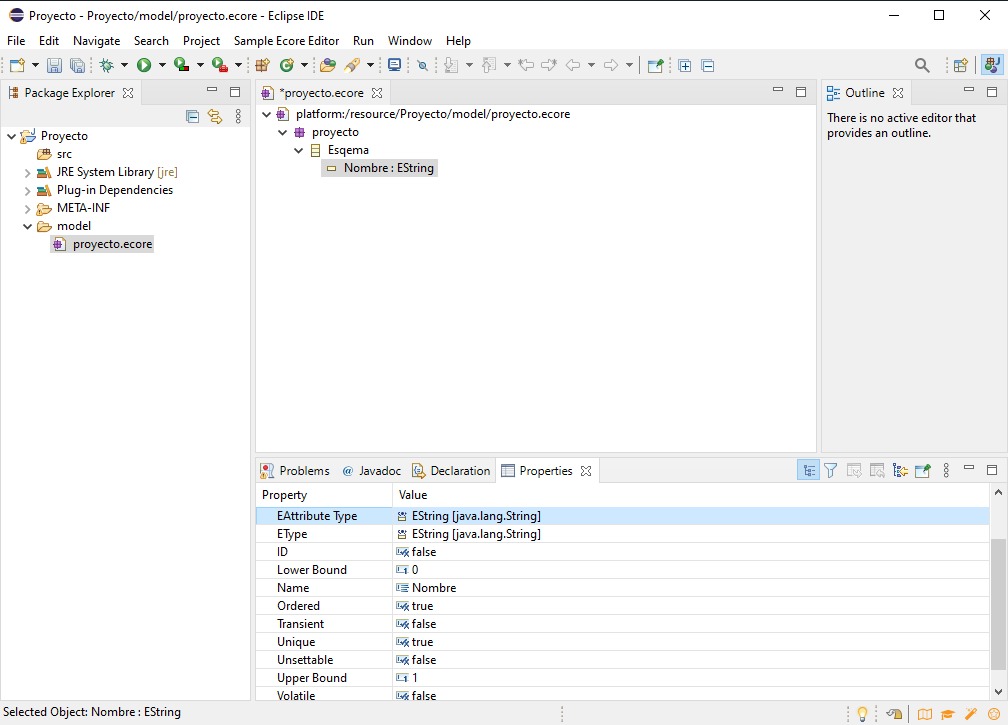 Proyecto - Proyecto/model/proyecto.ecore - Eclipse IDE
File Edit Navigate Search Project Sample Ecore Editor Run Window Help
Package Explorer
Proyecto
src
JRE System Library [jre]
Plug-in Dependencies
META-INF
model
proyecto.ecore
*proyecto.ecore
platform:/resource/Proyecto/model/proyecto.ecore
proyecto
Esqema
Nombre : EString
Outline
There is no active editor that
provides an outline.
Problems @ Javadoc Declaration Properties
Property Value
EAttribute Type EString [java.lang.String]
EType EString [java.lang.String]
ID false
Lower Bound 0
Name Nombre
Ordered true
Transient false
Unique true
Unsettable false
Upper Bound 1
Volatile false
Selected Object: Nombre : EString